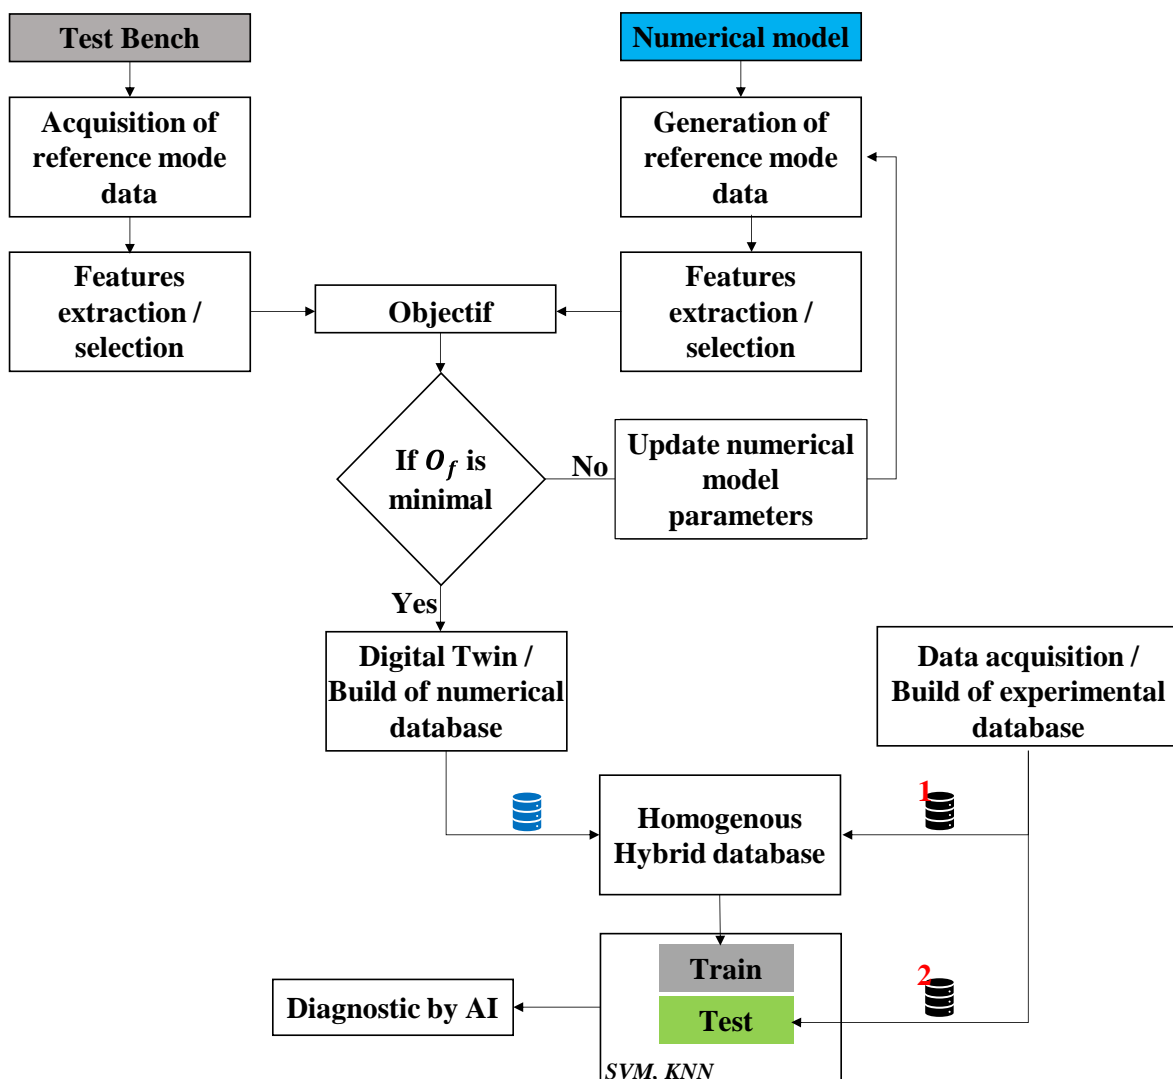 Test Bench
Numerical model
Acquisition of
reference mode
data
Generation of
reference mode
data
Features
extraction /
selection
Objectif
Features
extraction /
selection
If O_f is
minimal
No
Update numerical
model
parameters
Yes
Digital Twin /
Build of numerical
database
Data acquisition /
Build of experimental
database
1
Homogenous
Hybrid database
Train
2
Test
Diagnostic by AI
SVM, KNN